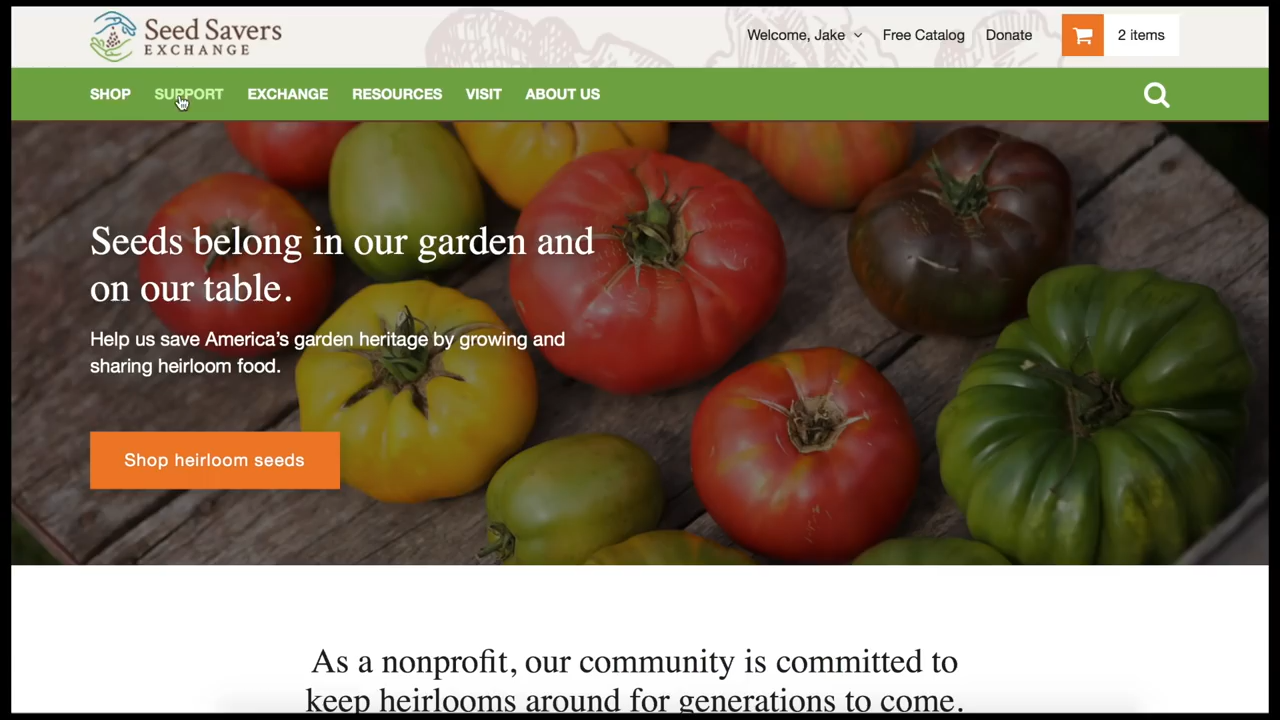 Seed Savers
EXCHANGE
Welcome, Jake
Free Catalog
Donate
2 items
SHOP
SUPPORT
EXCHANGE
RESOURCES
VISIT
ABOUT US
Seeds belong in our garden and
on our table.
Help us save America’s garden heritage by growing and
sharing heirloom food.
Shop heirloom seeds
As a nonprofit, our community is committed to
keep heirlooms around for generations to come.